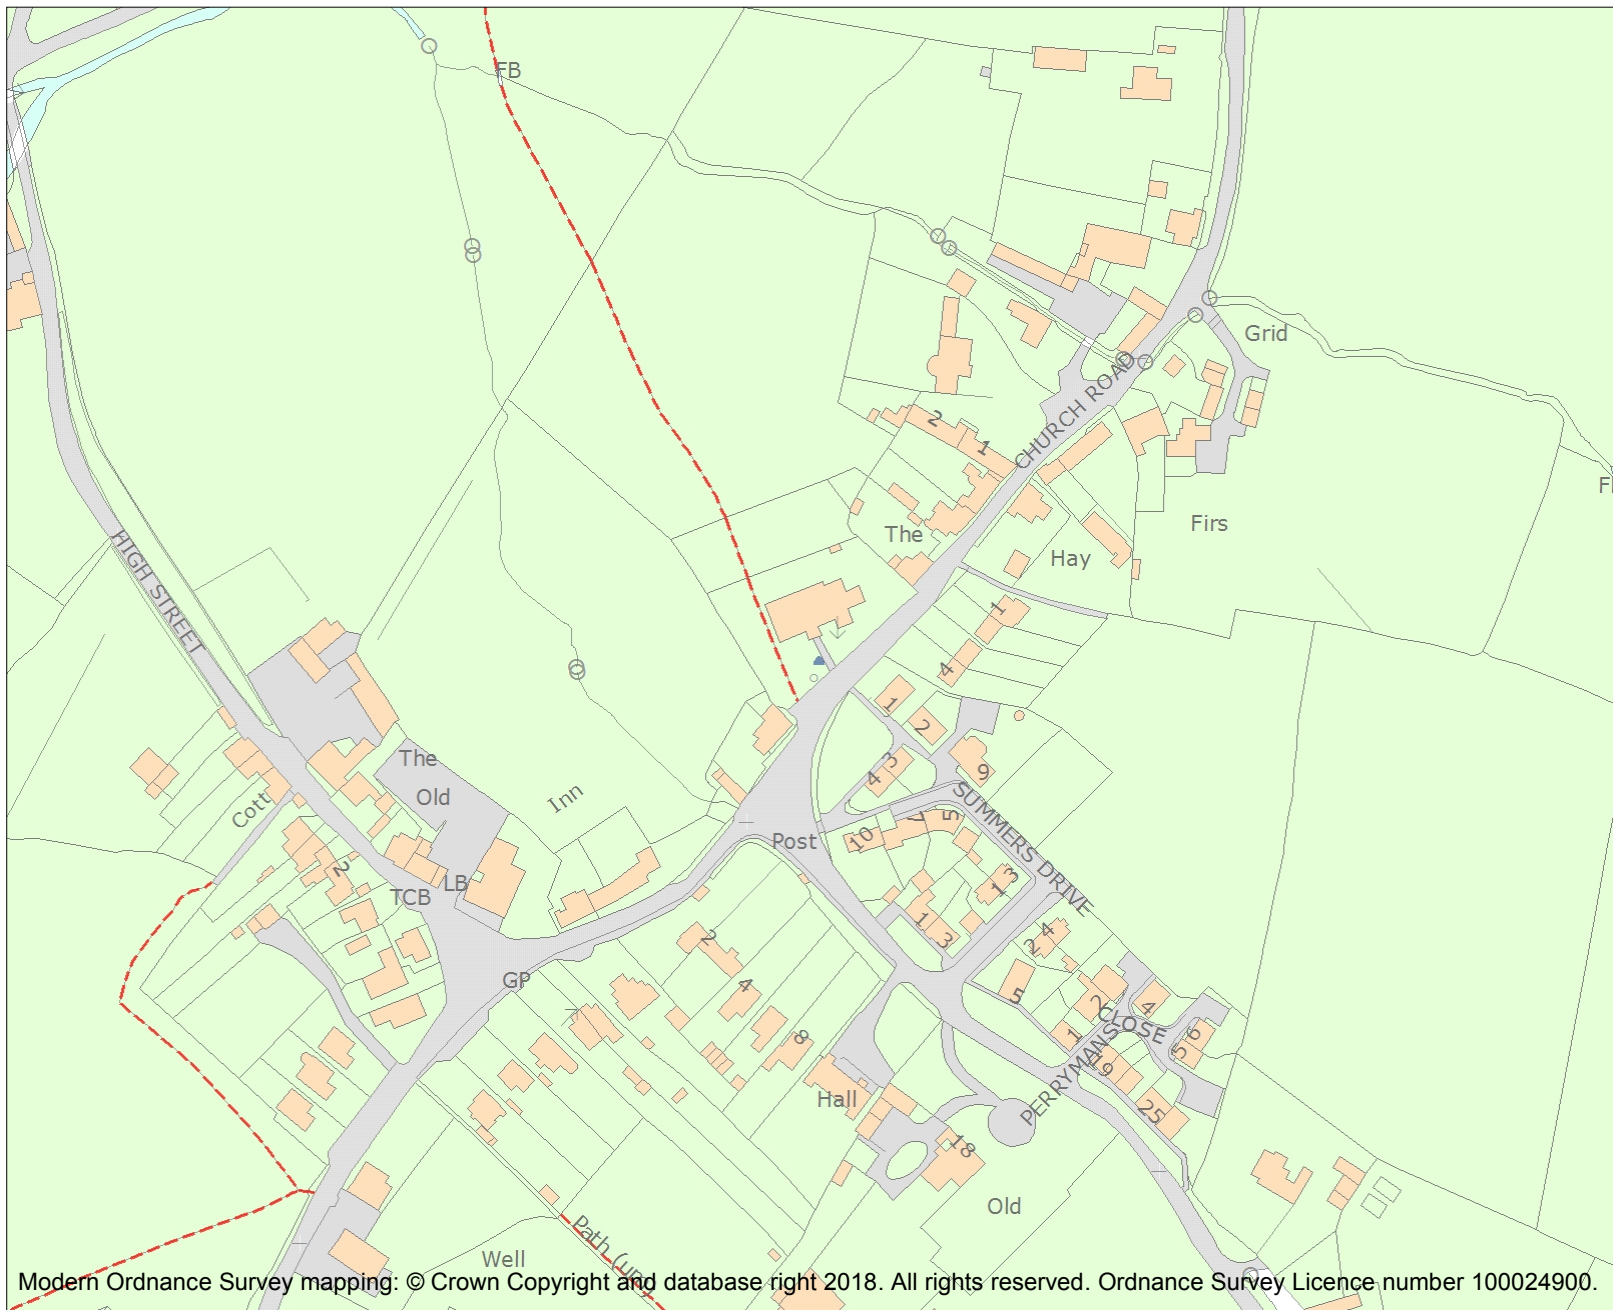 FB
Grid
CHURCH ROAD
2
1
The
Firs
Hay
HIGH STREET
1
4
1
2
3
4
9
The
Old
Inn
Cott
SUMMERS DRIVE
Post
10
7
5
2
TCB
LB
13
1
3
2
4
2
4
8
GP
5
2
4
1
CLOSE
6
5
PERRYMANS
19
25
Hall
18
Old
Path (um)
Well
Modern Ordnance Survey mapping: © Crown Copyright and database right 2018. All rights reserved. Ordnance Survey Licence number 100024900.